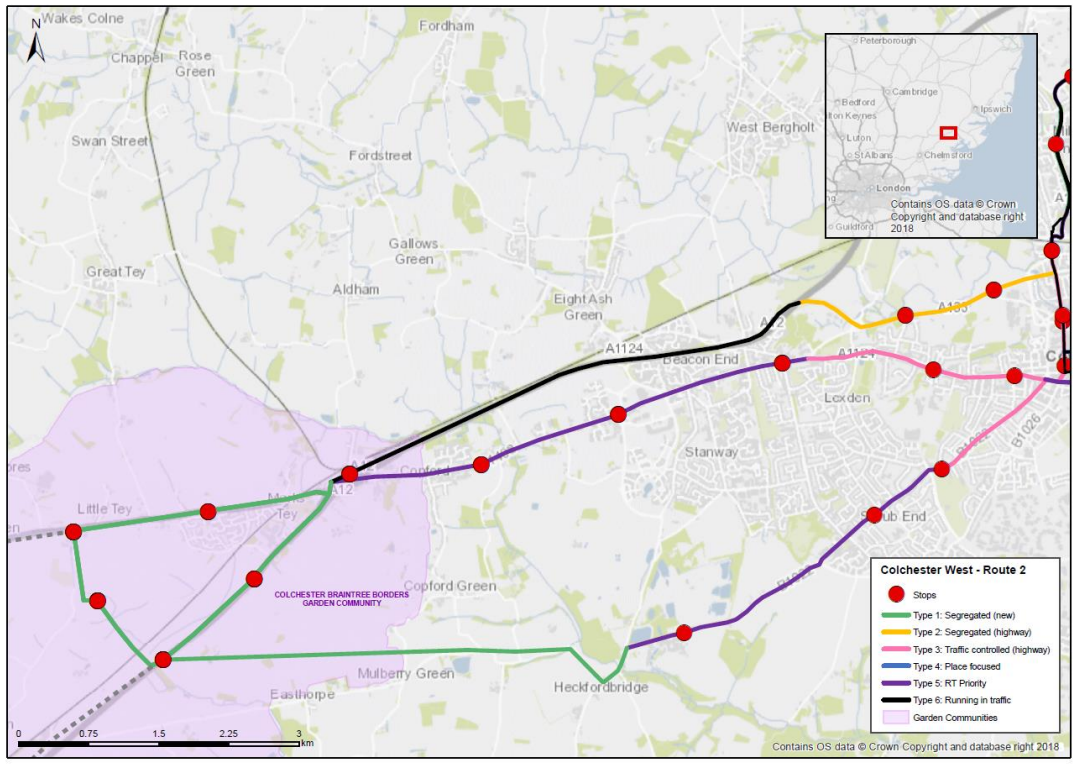 N
Wakes Colne
Fordham
Chappel
Rose
Green
Swan Street
Fordstreet
West Bergholt
Gallows
Green
Great Tey
Aldham
Eight Ash
Green
A12
A133
A1124
Beacon End
A1124
Lexden
Stanway
B1022
B1026
Copford
A12
Little Tey
Marks
Tey
Shrub End
B1022
Copford Green
COLCHESTER BRAINTREE BORDERS
GARDEN COMMUNITY
Mulberry Green
Heckfordbridge
Easthorpe
0 0.75 1.5 2.25 3
km
Peterborough
Cambridge
Bedford
Ipswich
lton Keynes
Luton
St Albans
Chelmsford
London
Guildford
Contains OS data © Crown
Copyright and database right
2018
Colchester West - Route 2
Stops
Type 1: Segregated (new)
Type 2: Segregated (highway)
Type 3: Traffic controlled (highway)
Type 4: Place focused
Type 5: RT Priority
Type 6: Running in traffic
Garden Communities
Contains OS data © Crown Copyright and database right 2018